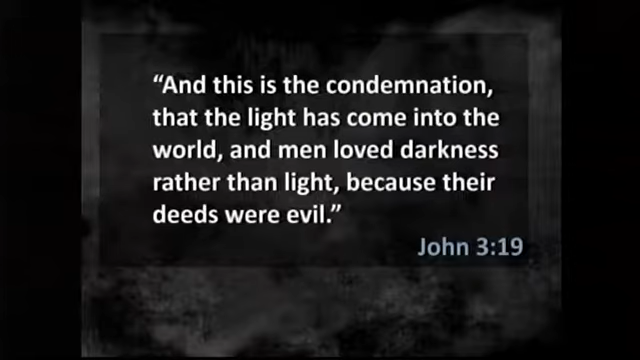 “And this is the condemnation,
that the light has come into the
world, and men loved darkness
rather than light, because their
deeds were evil.”
John 3:19